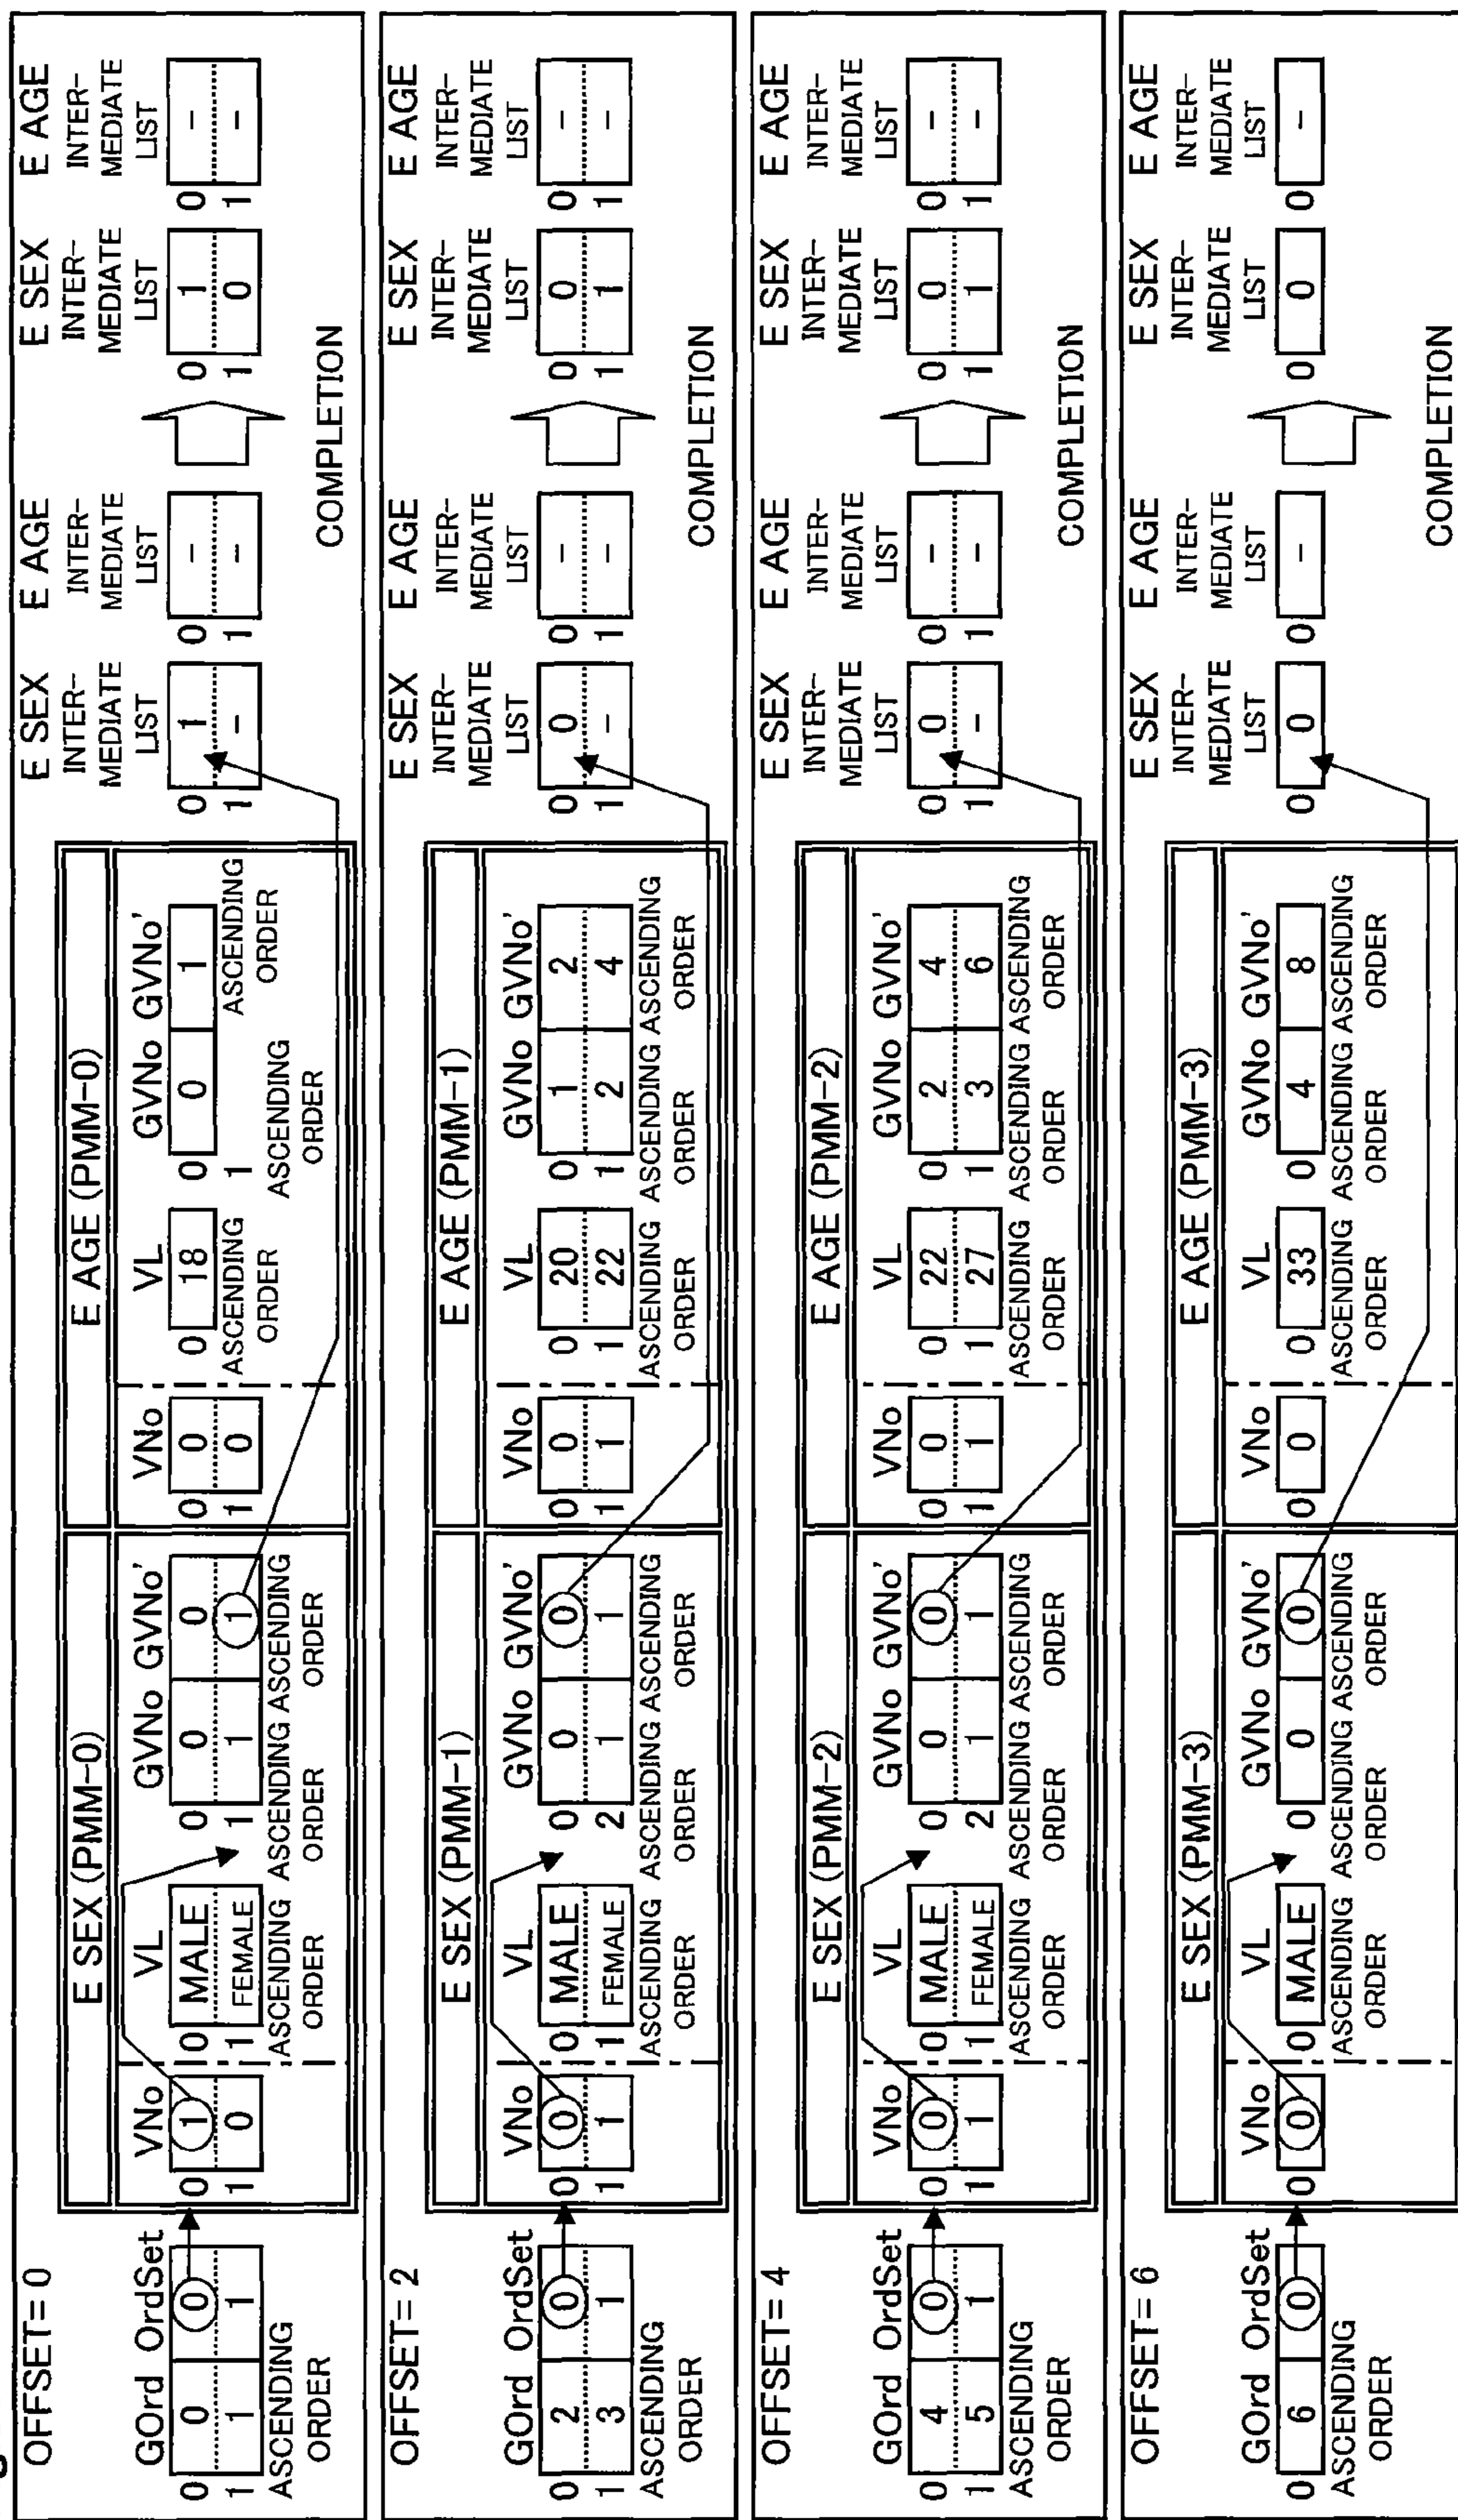 OFFSET= 0
GOrd OrdSet
0 0 0
1 1 1
ASCENDING ORDER
E SEX (PMM-0)
VNo VL GVNo GVNo'
0 1 0 MALE 0 0 0
1 0 1 FEMALE 1 1 1
ASCENDING ORDER ASCENDING ORDER ASCENDING ORDER
E AGE (PMM-0)
VNo VL GVNo GVNo'
0 0 0 18 0 0 1
1 0 1
ASCENDING ORDER ASCENDING ORDER ASCENDING ORDER
E SEX INTER-MEDIATE LIST
0 1
1 -
E AGE INTER-MEDIATE LIST
0 -
1 -
E SEX INTER-MEDIATE LIST
0 1
1 0
E AGE INTER-MEDIATE LIST
0 -
1 -
COMPLETION
OFFSET= 2
GOrd OrdSet
0 2 0
1 3 1
ASCENDING ORDER
E SEX (PMM-1)
VNo VL GVNo GVNo'
0 0 0 MALE 0 0 0
1 1 1 FEMALE 2 1 1
ASCENDING ORDER ASCENDING ORDER ASCENDING ORDER
E AGE (PMM-1)
VNo VL GVNo GVNo'
0 0 0 20 0 1 2
1 1 1 22 1 2 4
ASCENDING ORDER ASCENDING ORDER ASCENDING ORDER
E SEX INTER-MEDIATE LIST
0 0
1 -
E AGE INTER-MEDIATE LIST
0 -
1 -
E SEX INTER-MEDIATE LIST
0 0
1 1
E AGE INTER-MEDIATE LIST
0 -
1 -
COMPLETION
OFFSET= 4
GOrd OrdSet
0 4 0
1 5 1
ASCENDING ORDER
E SEX (PMM-2)
VNo VL GVNo GVNo'
0 0 0 MALE 0 0 0
1 1 1 FEMALE 2 1 1
ASCENDING ORDER ASCENDING ORDER ASCENDING ORDER
E AGE (PMM-2)
VNo VL GVNo GVNo'
0 0 0 22 0 2 4
1 1 1 27 1 3 6
ASCENDING ORDER ASCENDING ORDER ASCENDING ORDER
E SEX INTER-MEDIATE LIST
0 0
1 -
E AGE INTER-MEDIATE LIST
0 -
1 -
E SEX INTER-MEDIATE LIST
0 0
1 1
E AGE INTER-MEDIATE LIST
0 -
1 -
COMPLETION
OFFSET= 6
GOrd OrdSet
0 6 0
ASCENDING ORDER
E SEX (PMM-3)
VNo VL GVNo GVNo'
0 0 0 MALE 0 0 0
ASCENDING ORDER ASCENDING ORDER ASCENDING ORDER
E AGE (PMM-3)
VNo VL GVNo GVNo'
0 0 0 33 0 4 8
ASCENDING ORDER ASCENDING ORDER ASCENDING ORDER
E SEX INTER-MEDIATE LIST
0 0
E AGE INTER-MEDIATE LIST
0 -
E SEX INTER-MEDIATE LIST
0 0
E AGE INTER-MEDIATE LIST
0 -
COMPLETION